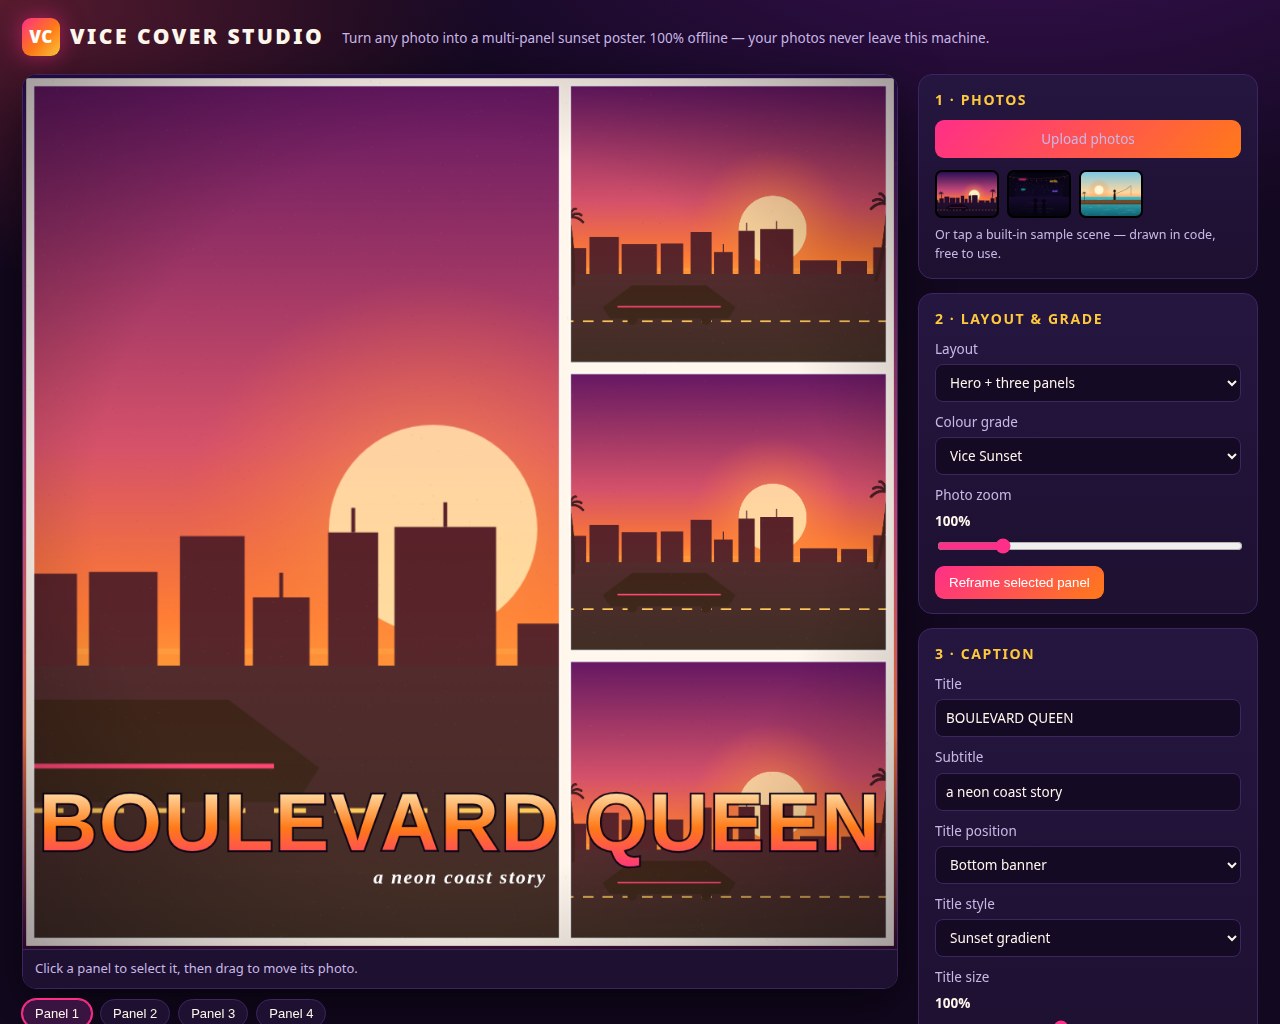 VC VICE COVER STUDIO Turn any photo into a multi-panel sunset poster. 100% offline — your photos never leave this machine.
BOULEVARD QUEEN
a neon coast story
Click a panel to select it, then drag to move its photo.
Panel 1 Panel 2 Panel 3 Panel 4
1 · PHOTOS
Upload photos
Or tap a built-in sample scene — drawn in code,
free to use.
2 · LAYOUT & GRADE
Layout
Hero + three panels
Colour grade
Vice Sunset
Photo zoom
100%
Reframe selected panel
3 · CAPTION
Title
BOULEVARD QUEEN
Subtitle
a neon coast story
Title position
Bottom banner
Title style
Sunset gradient
Title size
100%